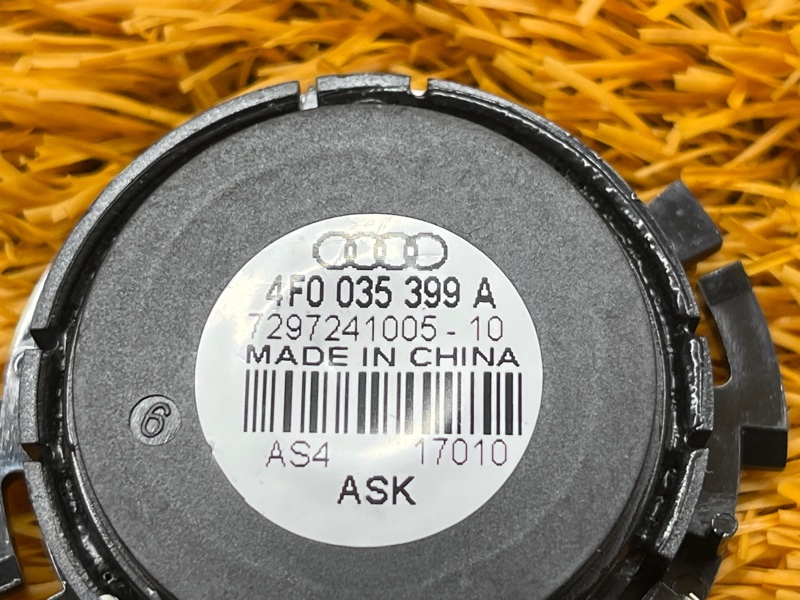 4F0 035 399 A
7297241005 - 10
MADE IN CHINA
6
AS4 17010
ASK